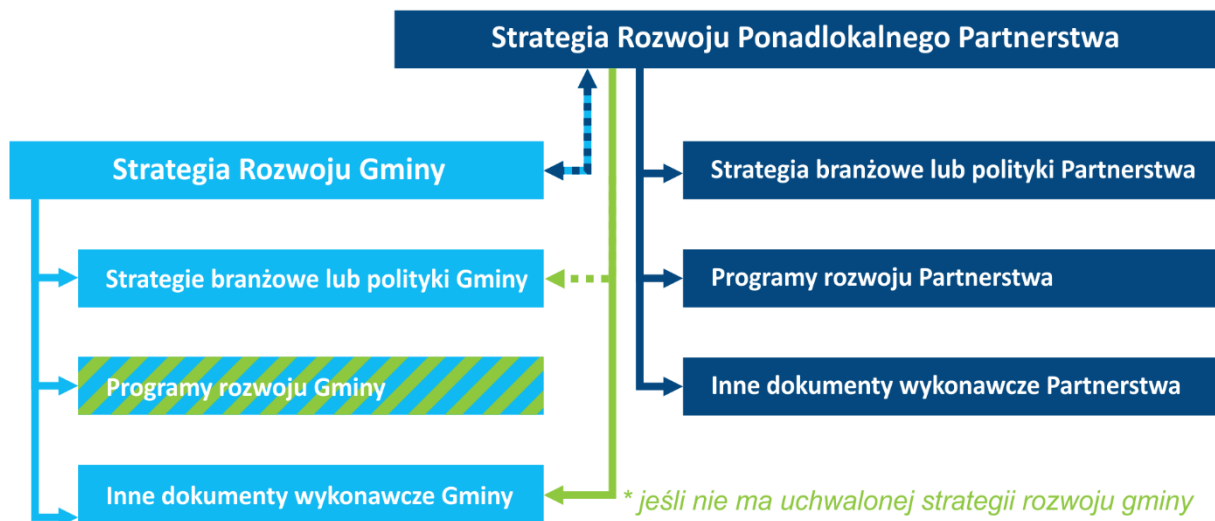 Strategia Rozwoju Ponadlokalnego Partnerstwa
Strategia Rozwoju Gminy
Strategie branżowe lub polityki Gminy
Programy rozwoju Gminy
Inne dokumenty wykonawcze Gminy
Strategia branżowe lub polityki Partnerstwa
Programy rozwoju Partnerstwa
Inne dokumenty wykonawcze Partnerstwa
* jeśli nie ma uchwalonej strategii rozwoju gminy